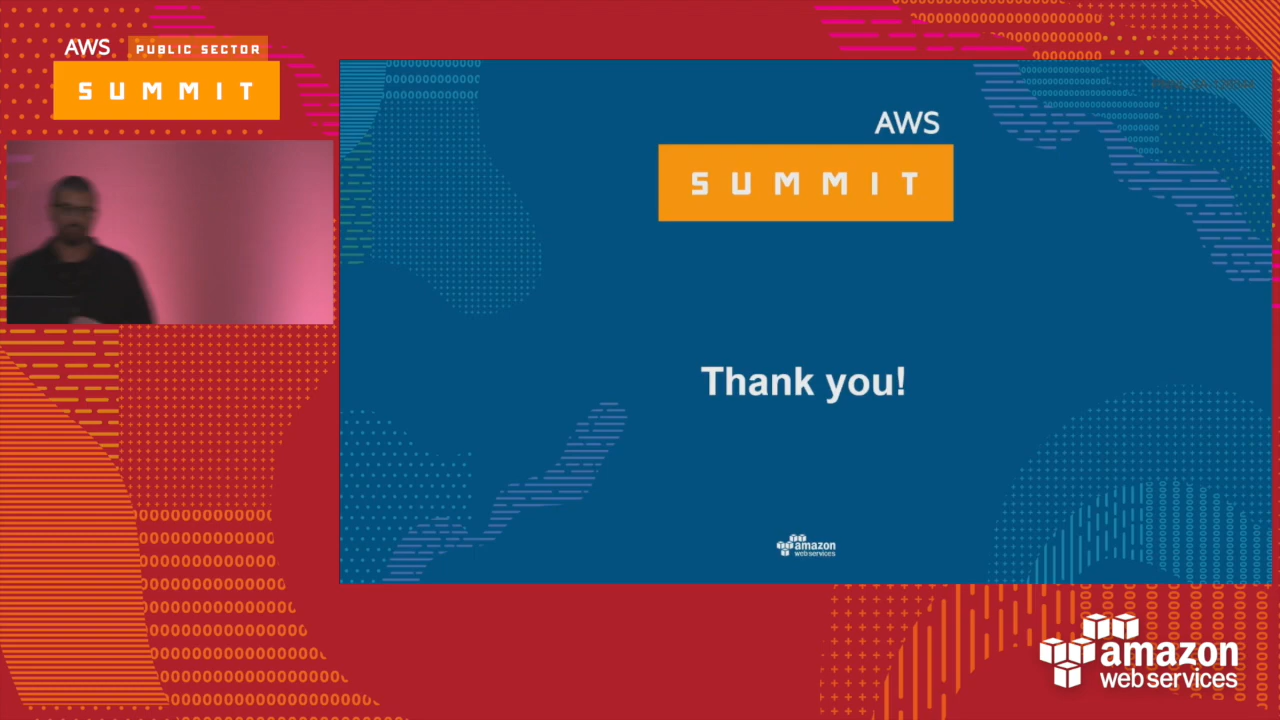 AWS PUBLIC SECTOR
SUMMIT
AWS
SUMMIT
Thank you!
amazon
web services
amazon
web services